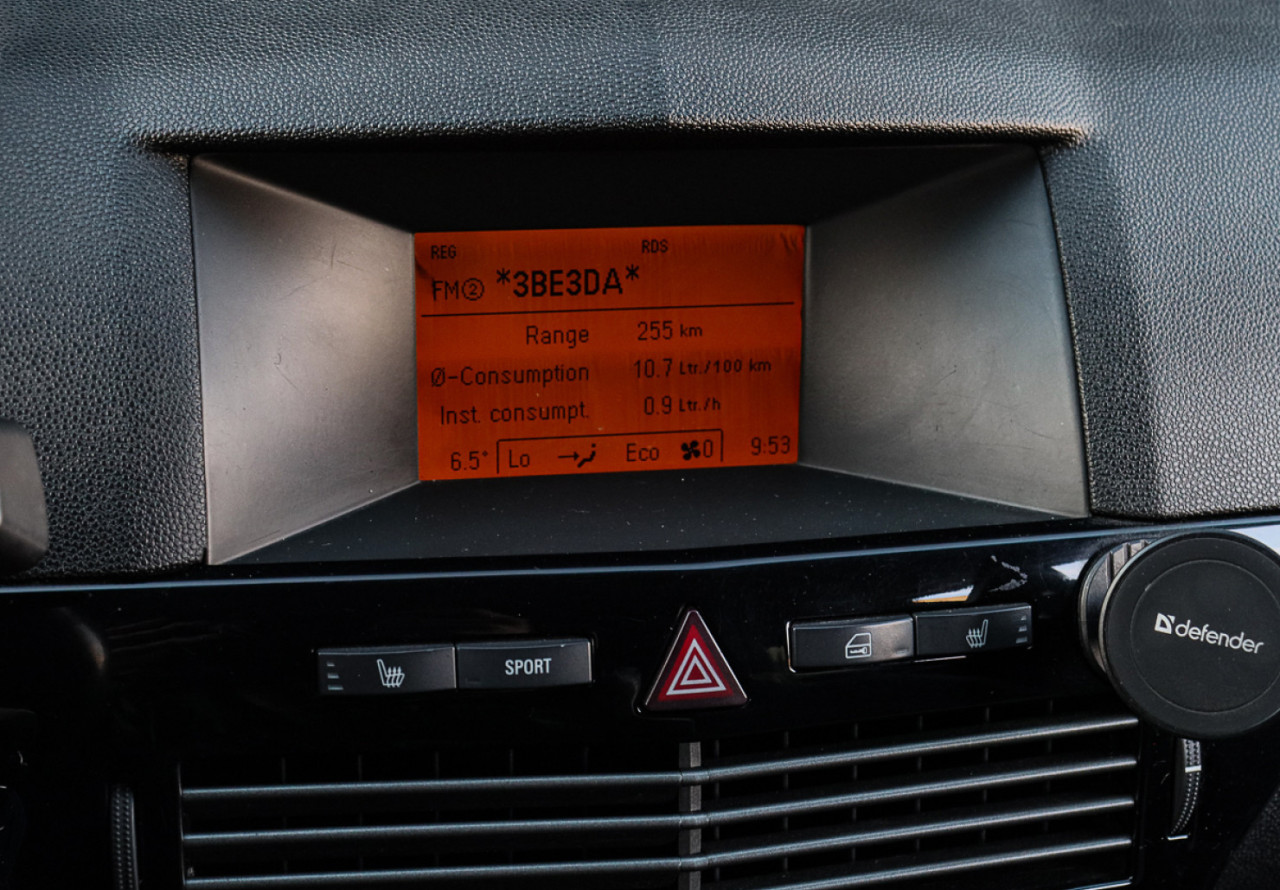 REG RDS
FM② *3BE3DA*
Range 255 km
Ø-Consumption 10.7 Ltr./100 km
Inst. consumpt. 0.9 Ltr./h
6.5° Lo Eco 0 9:53
SPORT
defender